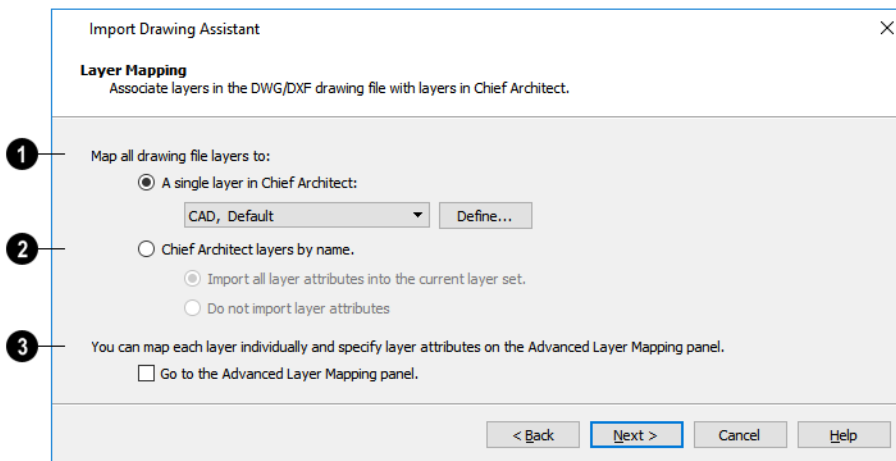 Import Drawing Assistant
Layer Mapping
Associate layers in the DWG/DXF drawing file with layers in Chief Architect.
1
Map all drawing file layers to:
A single layer in Chief Architect:
CAD, Default
Define...
2
Chief Architect layers by name.
Import all layer attributes into the current layer set.
Do not import layer attributes
3
You can map each layer individually and specify layer attributes on the Advanced Layer Mapping panel.
Go to the Advanced Layer Mapping panel.
< Back
Next >
Cancel
Help